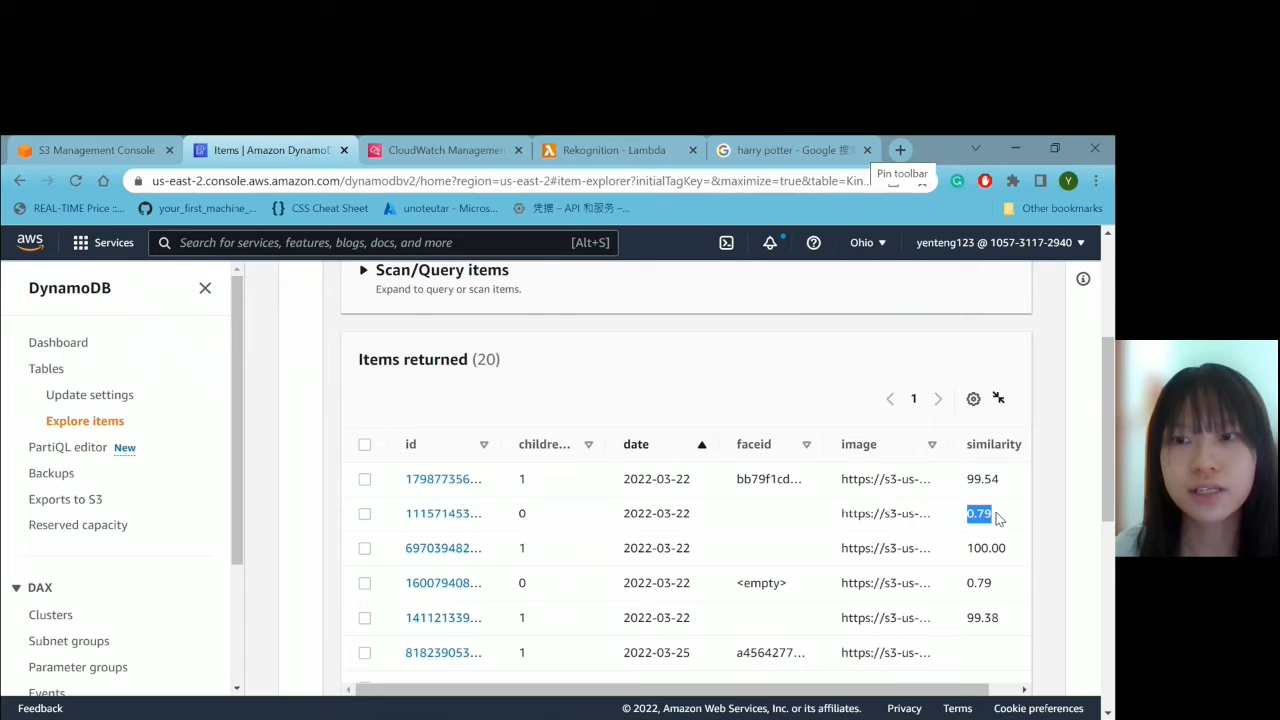 S3 Management Console
Items | Amazon DynamoD
CloudWatch Managemen
Rekognition - Lambda
harry potter - Google 搜
Pin toolbar
us-east-2.console.aws.amazon.com/dynamodbv2/home?region=us-east-2#item-explorer?initialTagKey=&maximize=true&table=Kin...
Y
REAL-TIME Price ::...
your_first_machine_...
{} CSS Cheat Sheet
unoteutar - Micros...
凭据 – API 和服务 –...
Other bookmarks
aws
Services
Search for services, features, blogs, docs, and more
[Alt+S]
Ohio
yenteng123 @ 1057-3117-2940
DynamoDB
Dashboard
Tables
Update settings
Explore items
PartiQL editor New
Backups
Exports to S3
Reserved capacity
DAX
Clusters
Subnet groups
Parameter groups
Events
Scan/Query items
Expand to query or scan items.
Items returned (20)
1
id childre... date faceid image similarity
179877356... 1 2022-03-22 bb79f1cd... https://s3-us-... 99.54
111571453... 0 2022-03-22 https://s3-us-... 0.79
697039482... 1 2022-03-22 https://s3-us-... 100.00
160079408... 0 2022-03-22 <empty> https://s3-us-... 0.79
141121339... 1 2022-03-22 https://s3-us-... 99.38
818239053... 1 2022-03-25 a4564277... https://s3-us-...
Feedback
© 2022, Amazon Web Services, Inc. or its affiliates.
Privacy
Terms
Cookie preferences